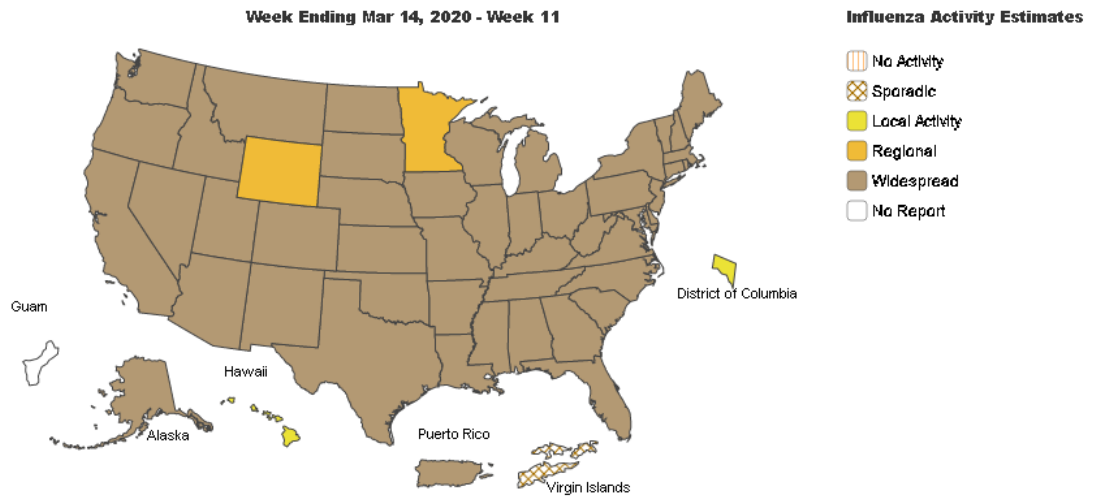 Week Ending Mar 14, 2020 - Week 11
Influenza Activity Estimates
No Activity
Sporadic
Local Activity
Regional
Widespread
No Report
District of Columbia
Guam
Hawaii
Alaska
Puerto Rico
Virgin Islands